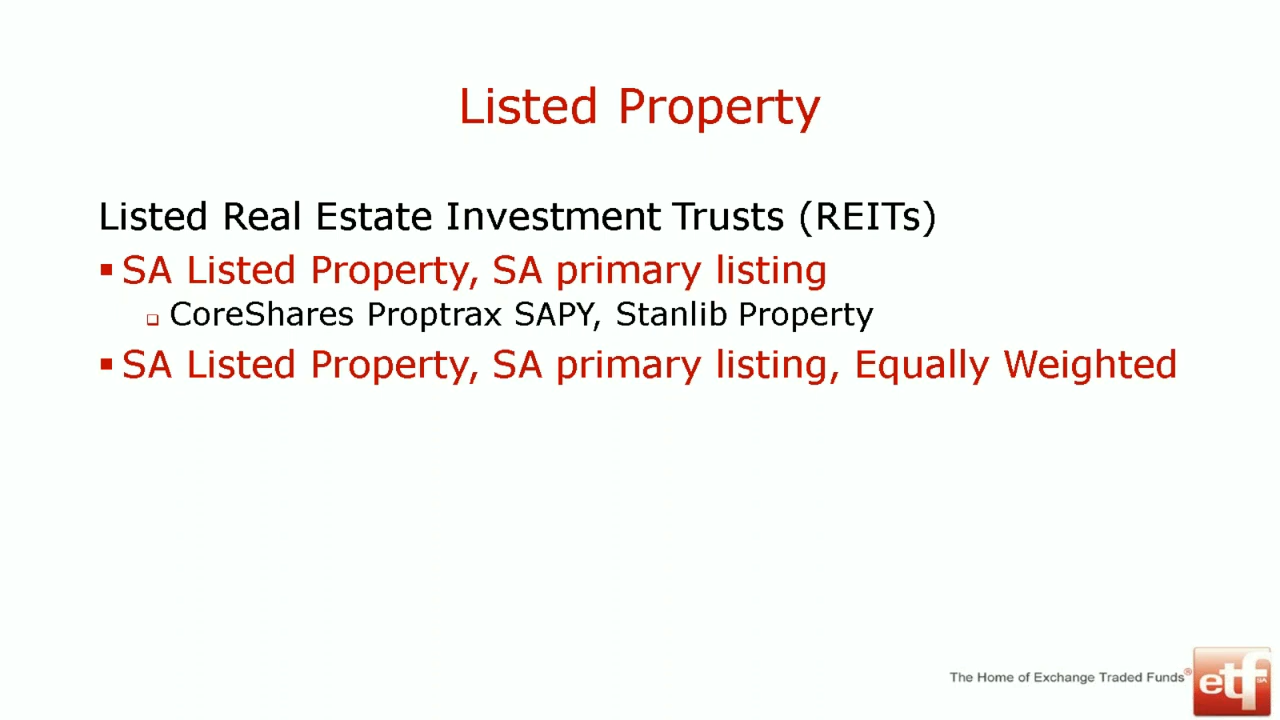 Listed Property
Listed Real Estate Investment Trusts (REITs)
▪ SA Listed Property, SA primary listing
❑ CoreShares Proptrax SAPY, Stanlib Property
▪ SA Listed Property, SA primary listing, Equally Weighted
The Home of Exchange Traded Funds®
etf
SA